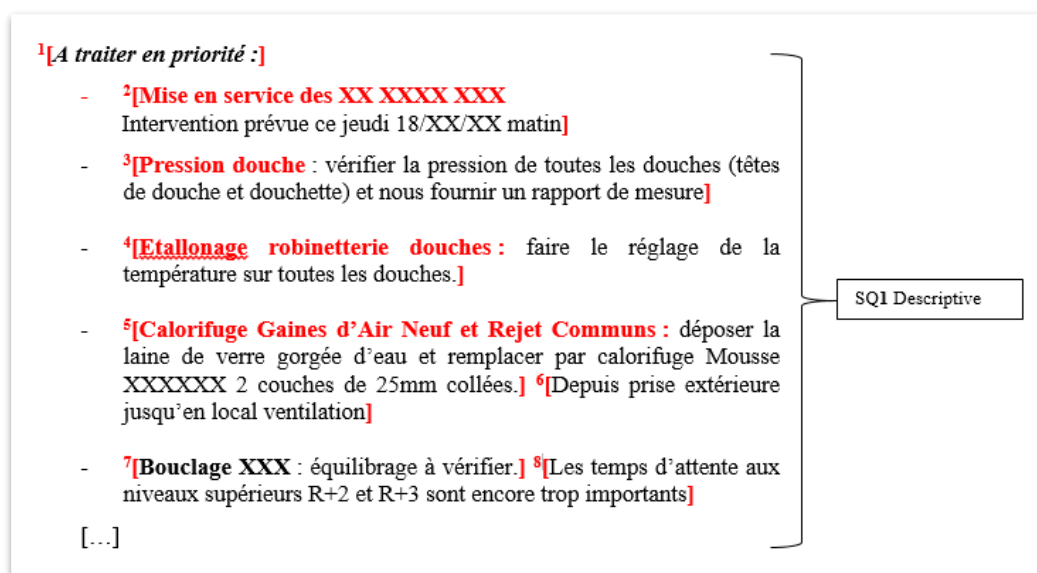 1[A traiter en priorité :]
- 2[Mise en service des XX XXXX XXX
Intervention prévue ce jeudi 18/XX/XX matin]
- 3[Pression douche : vérifier la pression de toutes les douches (têtes
de douche et douchette) et nous fournir un rapport de mesure]
- 4[Etallonage robinetterie douches : faire le réglage de la
température sur toutes les douches.]
SQ1 Descriptive
- 5[Calorifuge Gaines d’Air Neuf et Rejet Communs : déposer la
laine de verre gorgée d’eau et remplacer par calorifuge Mousse
XXXXXX 2 couches de 25mm collées.] 6[Depuis prise extérieure
jusqu’en local ventilation]
- 7[Bouclage XXX : équilibrage à vérifier.] 8[Les temps d’attente aux
niveaux supérieurs R+2 et R+3 sont encore trop importants]
[…]